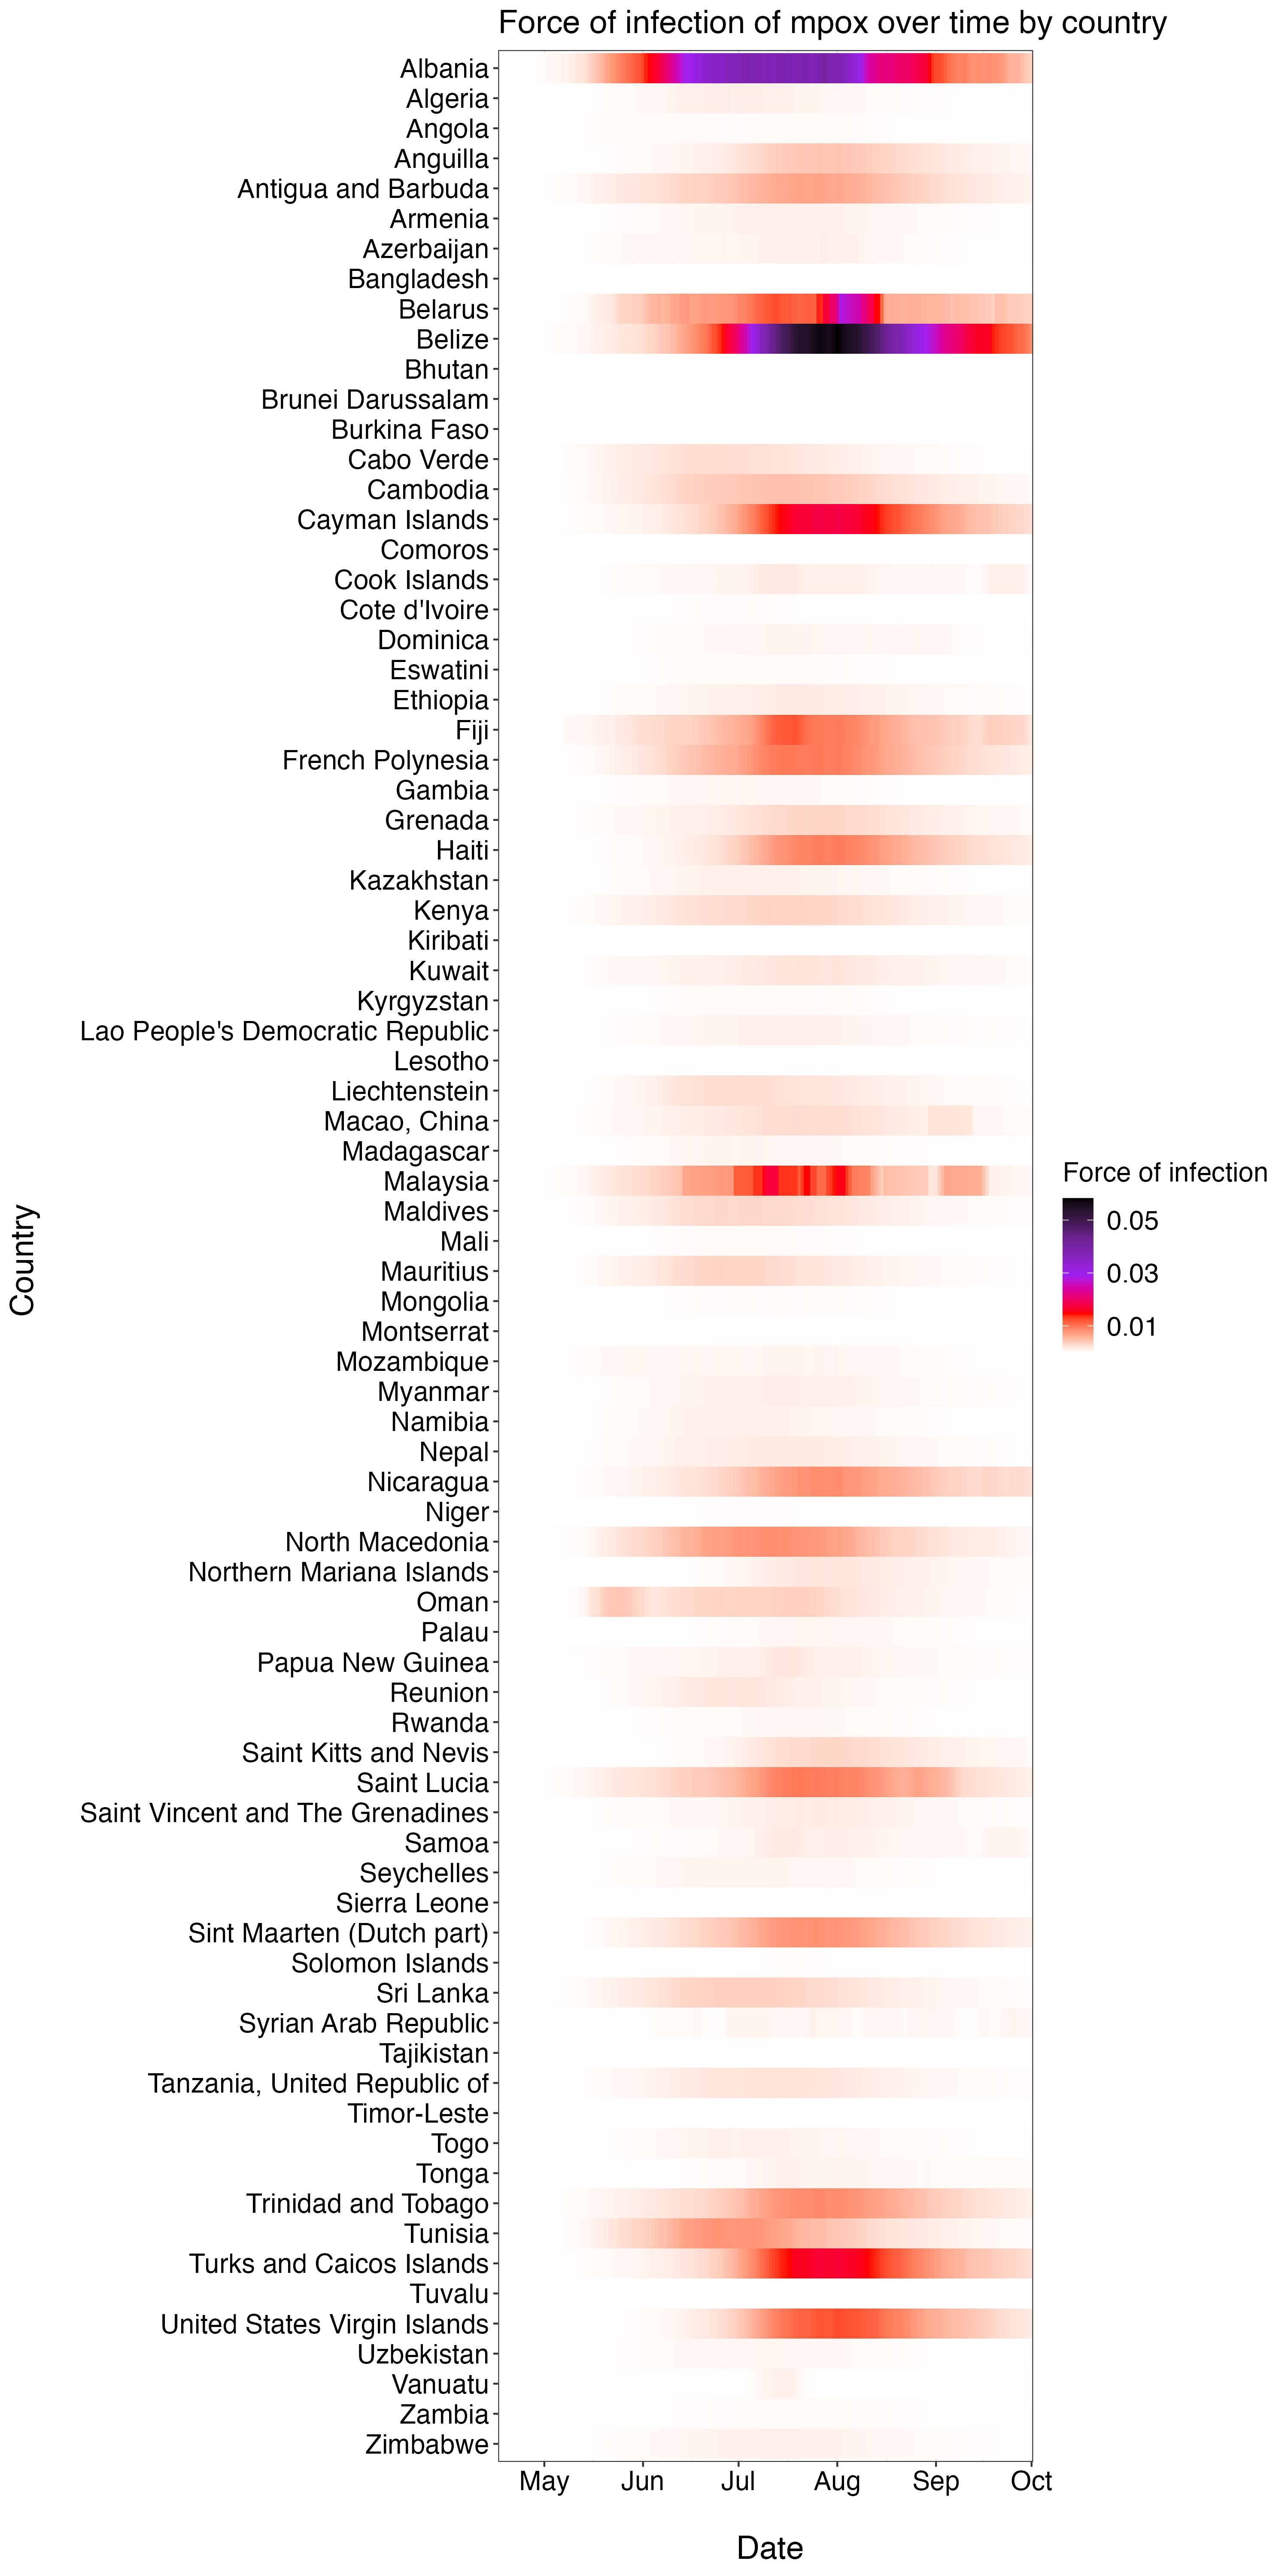 Force of infection of mpox over time by country
Albania
Algeria
Angola
Anguilla
Antigua and Barbuda
Armenia
Azerbaijan
Bangladesh
Belarus
Belize
Bhutan
Brunei Darussalam
Burkina Faso
Cabo Verde
Cambodia
Cayman Islands
Comoros
Cook Islands
Cote d'Ivoire
Dominica
Eswatini
Ethiopia
Fiji
French Polynesia
Gambia
Grenada
Haiti
Kazakhstan
Kenya
Kiribati
Kuwait
Kyrgyzstan
Lao People's Democratic Republic
Lesotho
Liechtenstein
Macao, China
Madagascar
Malaysia
Maldives
Mali
Mauritius
Mongolia
Montserrat
Mozambique
Myanmar
Namibia
Nepal
Nicaragua
Niger
North Macedonia
Northern Mariana Islands
Oman
Palau
Papua New Guinea
Reunion
Rwanda
Saint Kitts and Nevis
Saint Lucia
Saint Vincent and The Grenadines
Samoa
Seychelles
Sierra Leone
Sint Maarten (Dutch part)
Solomon Islands
Sri Lanka
Syrian Arab Republic
Tajikistan
Tanzania, United Republic of
Timor-Leste
Togo
Tonga
Trinidad and Tobago
Tunisia
Turks and Caicos Islands
Tuvalu
United States Virgin Islands
Uzbekistan
Vanuatu
Zambia
Zimbabwe
Country
May Jun Jul Aug Sep Oct
Date
Force of infection
0.05
0.03
0.01